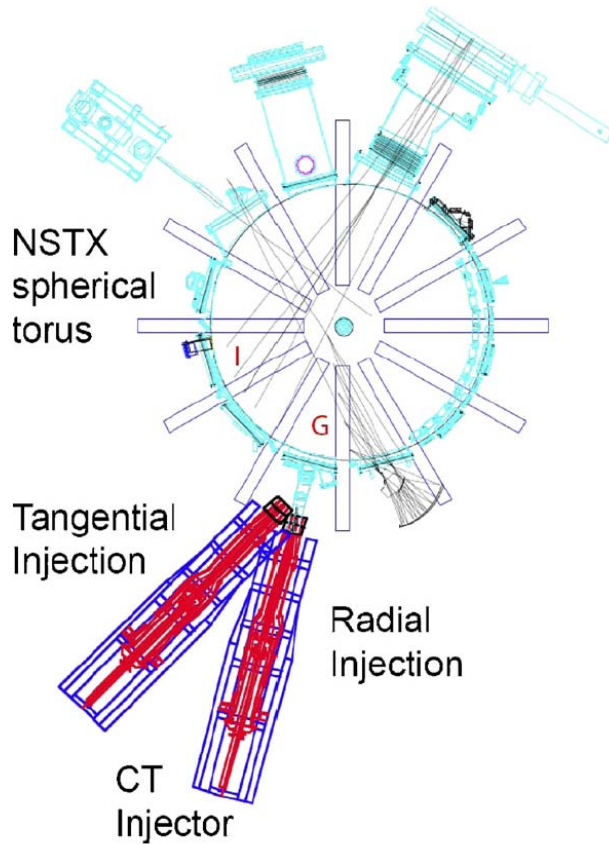 NSTX
spherical
torus
I
G
Tangential
Injection
Radial
Injection
CT
Injector